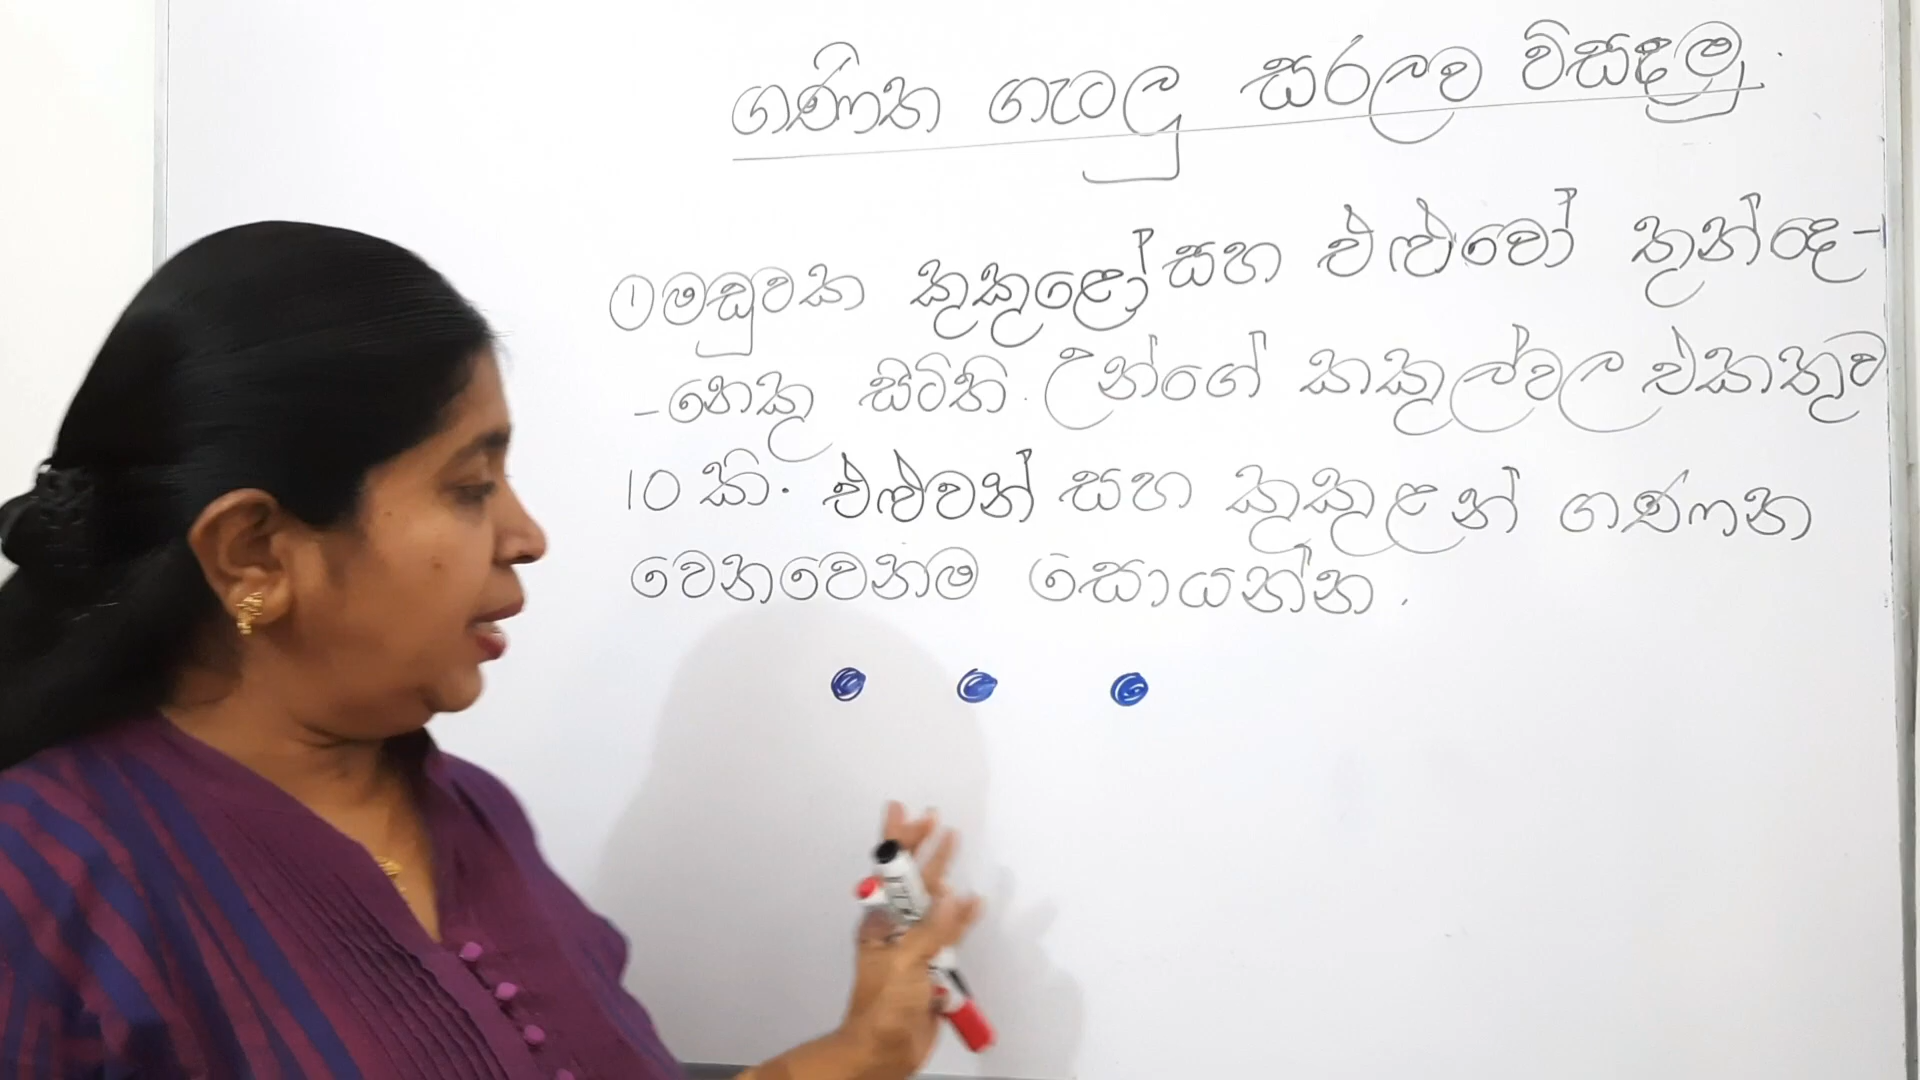 ගණිත ගැටලු සරලව විසඳමු.
① මඩුවක කුකුළෝ සහ එළුවෝ තුන්දෙ-
-නෙකු සිටිති. උන්ගේ කකුල්වල එකතුව
10 කි. එළුවන් සහ කුකුළන් ගණන
වෙනවෙනම සොයන්න.